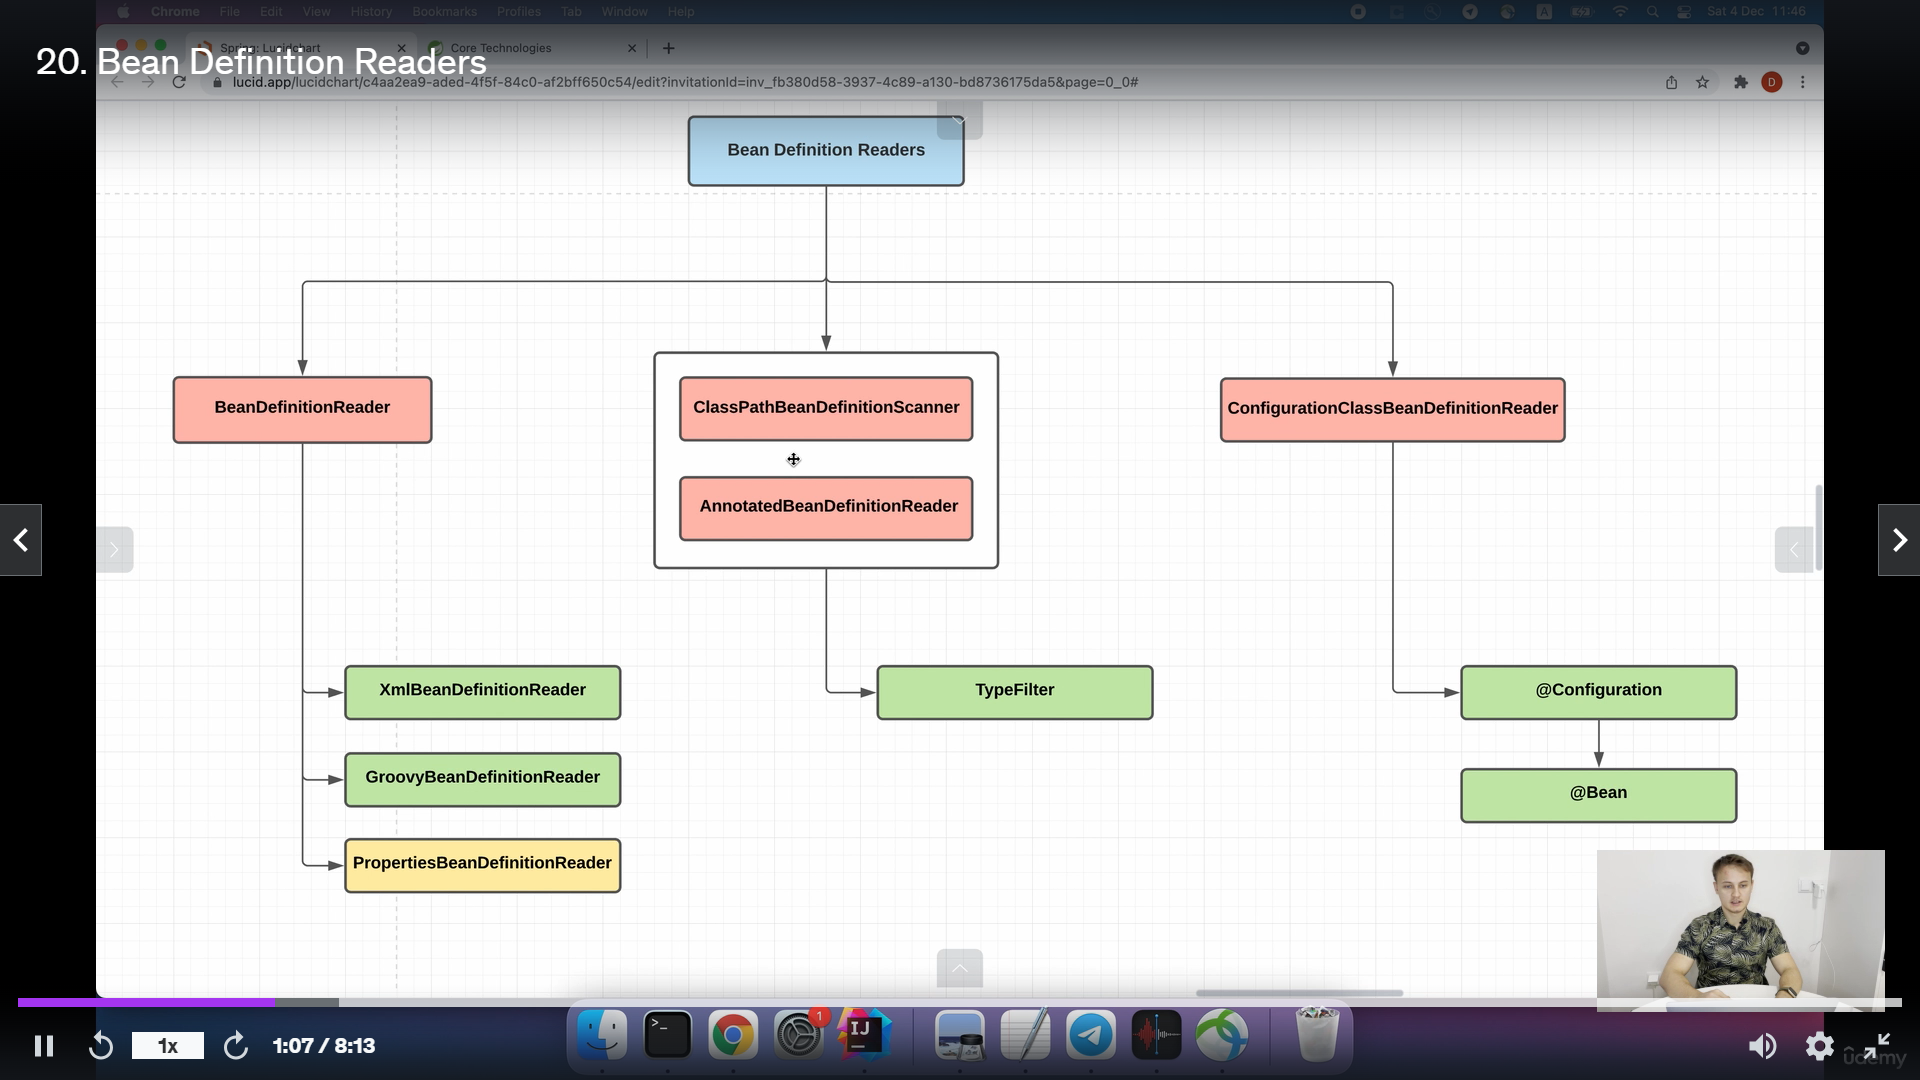 Chrome File Edit View History Bookmarks Profiles Tab Window Help
A
Sat 4 Dec 11:46
Spring: Lucidchart
Core Technologies
20. Bean Definition Readers
lucid.app/lucidchart/c4aa2ea9-aded-4f5f-84c0-af2bff650c54/edit?invitationId=inv_fb380d58-3937-4c89-a130-bd8736175da5&page=0_0#
D
Bean Definition Readers
BeanDefinitionReader
ClassPathBeanDefinitionScanner
ConfigurationClassBeanDefinitionReader
AnnotatedBeanDefinitionReader
XmlBeanDefinitionReader
TypeFilter
@Configuration
GroovyBeanDefinitionReader
@Bean
PropertiesBeanDefinitionReader
>_
1
IJ
1x
1:07 / 8:13
ûdemy